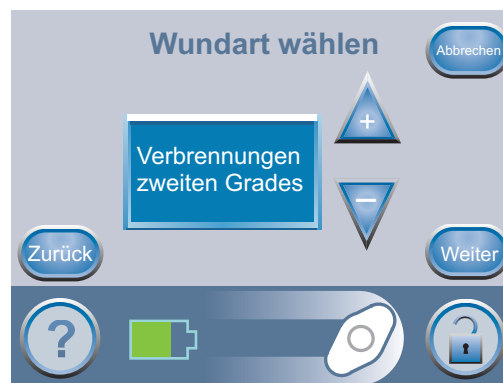 Wundart wählen
Abbrechen
+
Verbrennungen
zweiten Grades
−
Zurück
Weiter
?